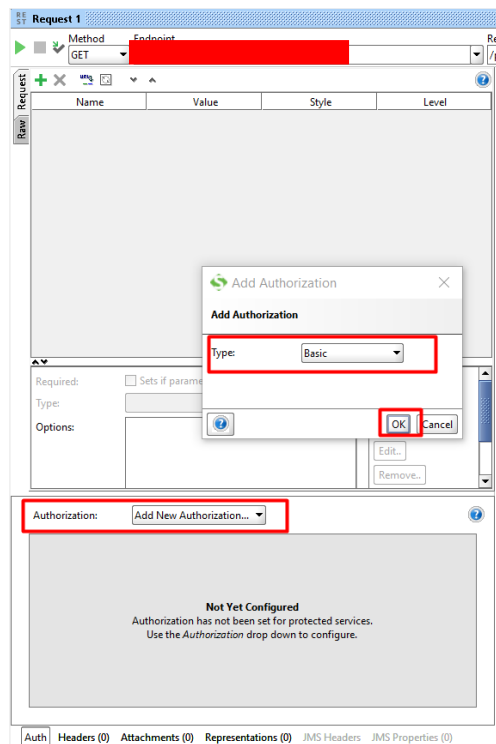 RE
ST
Request 1
Method
Endpoint
Re
GET
/p
Request
Raw
Name Value Style Level
Add Authorization
Add Authorization
Type: Basic
OK Cancel
Required: Sets if parame
Type:
Options:
Edit..
Remove..
Authorization: Add New Authorization...
Not Yet Configured
Authorization has not been set for protected services.
Use the Authorization drop down to configure.
Auth Headers (0) Attachments (0) Representations (0) JMS Headers JMS Properties (0)